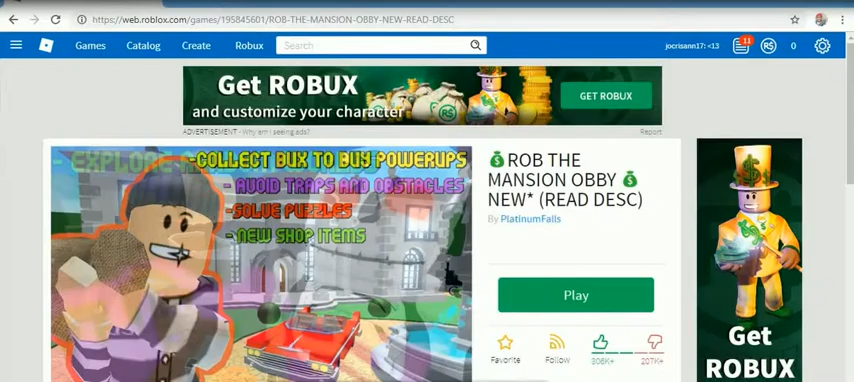 https://web.roblox.com/games/195845601/ROB-THE-MANSION-OBBY-NEW-READ-DESC
Games
Catalog
Create
Robux
Search
jocrisann17: <13
11
R$
0
Get ROBUX
and customize your character
GET ROBUX
ADVERTISEMENT - Why am I seeing ads?
Report
- EXPLORE
-COLLECT BUX TO BUY POWERUPS
- AVOID TRAPS AND OBSTACLES
-SOLVE PUZZLES
- NEW SHOP ITEMS
ROB THE
MANSION OBBY
NEW* (READ DESC)
By PlatinumFalls
Play
Favorite
Follow
306K+
207K+
Get
ROBUX